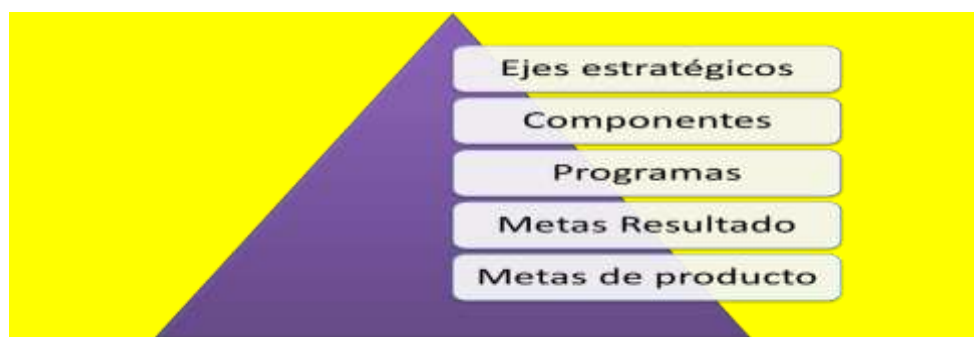 Ejes estratégicos
Componentes
Programas
Metas Resultado
Metas de producto